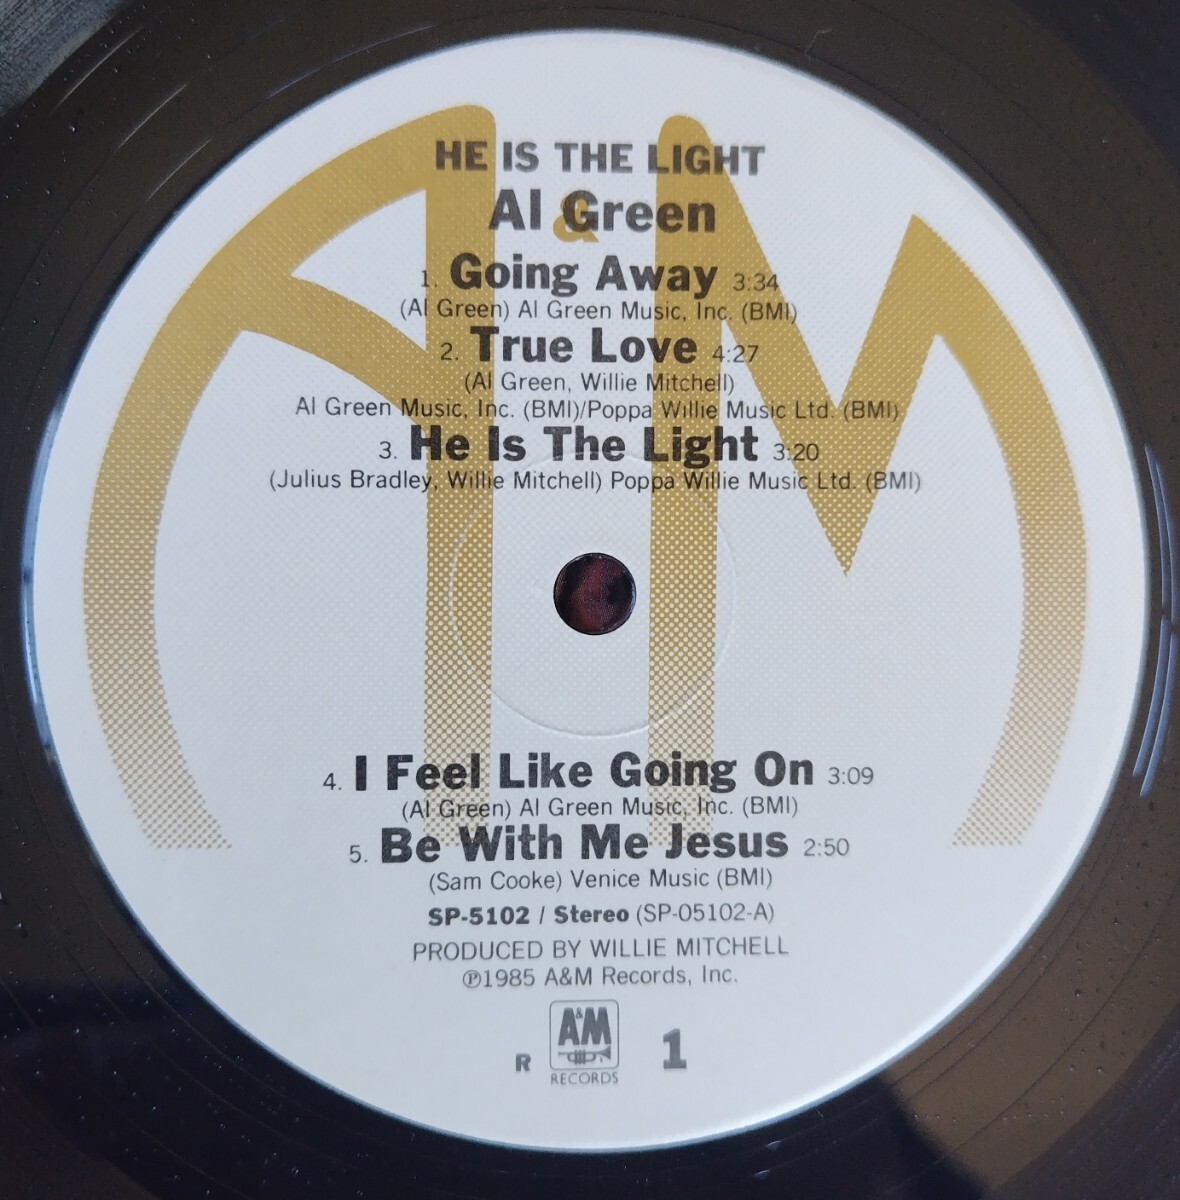 HE IS THE LIGHT
Al Green
&
1. Going Away 3:34
(Al Green) Al Green Music, Inc. (BMI)
2. True Love 4:27
(Al Green, Willie Mitchell)
Al Green Music, Inc. (BMI)/Poppa Willie Music Ltd. (BMI)
3. He Is The Light 3:20
(Julius Bradley, Willie Mitchell) Poppa Willie Music Ltd. (BMI)
4. I Feel Like Going On 3:09
(Al Green) Al Green Music, Inc. (BMI)
5. Be With Me Jesus 2:50
(Sam Cooke) Venice Music (BMI)
SP-5102 / Stereo (SP-05102-A)
PRODUCED BY WILLIE MITCHELL
℗1985 A&M Records, Inc.
R A&M 1
RECORDS